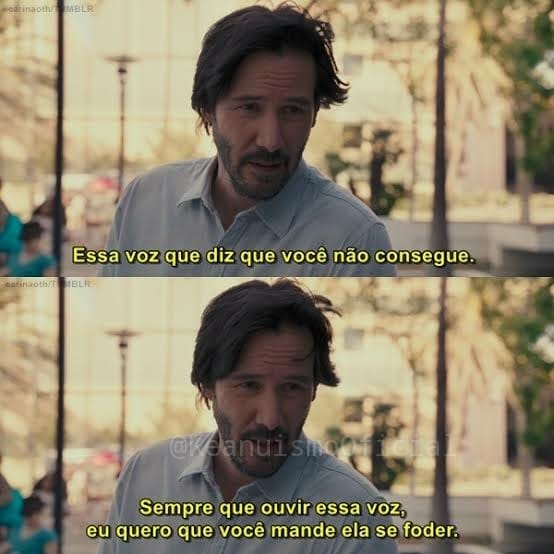 ©arinaoth/TUMBLR
Essa voz que diz que você não consegue.
©arinaoth/TUMBLR
@KeanuismoOficial
Sempre que ouvir essa voz,
eu quero que você mande ela se foder.